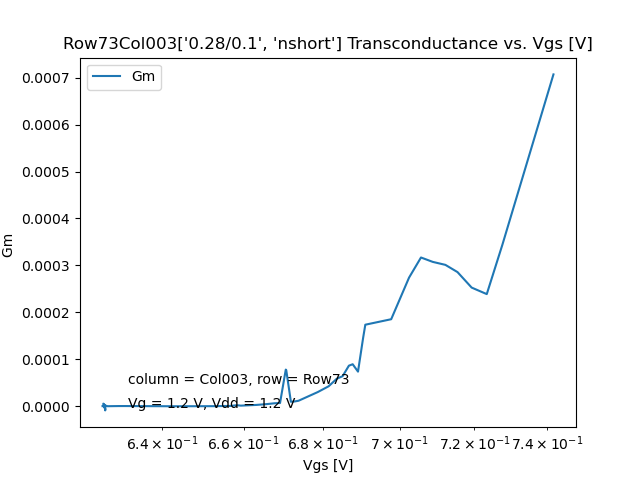 Row73Col003['0.28/0.1', 'nshort'] Transconductance vs. Vgs [V]
Gm
0.0007
0.0006
0.0005
0.0004
0.0003
0.0002
0.0001
0.0000
Gm
column = Col003, row = Row73
Vg = 1.2 V, Vdd = 1.2 V
6.4 × 10⁻¹ 6.6 × 10⁻¹ 6.8 × 10⁻¹ 7 × 10⁻¹ 7.2 × 10⁻¹ 7.4 × 10⁻¹
Vgs [V]